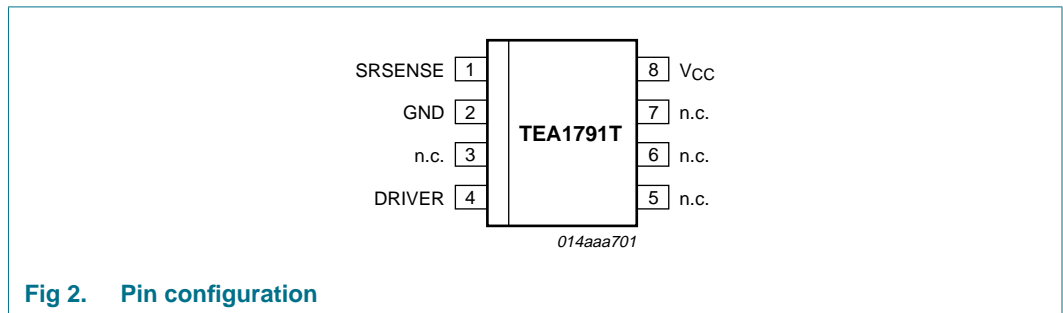 SRSENSE 1
GND 2
n.c. 3
DRIVER 4
TEA1791T
8 VCC
7 n.c.
6 n.c.
5 n.c.
014aaa701
Fig 2. Pin configuration